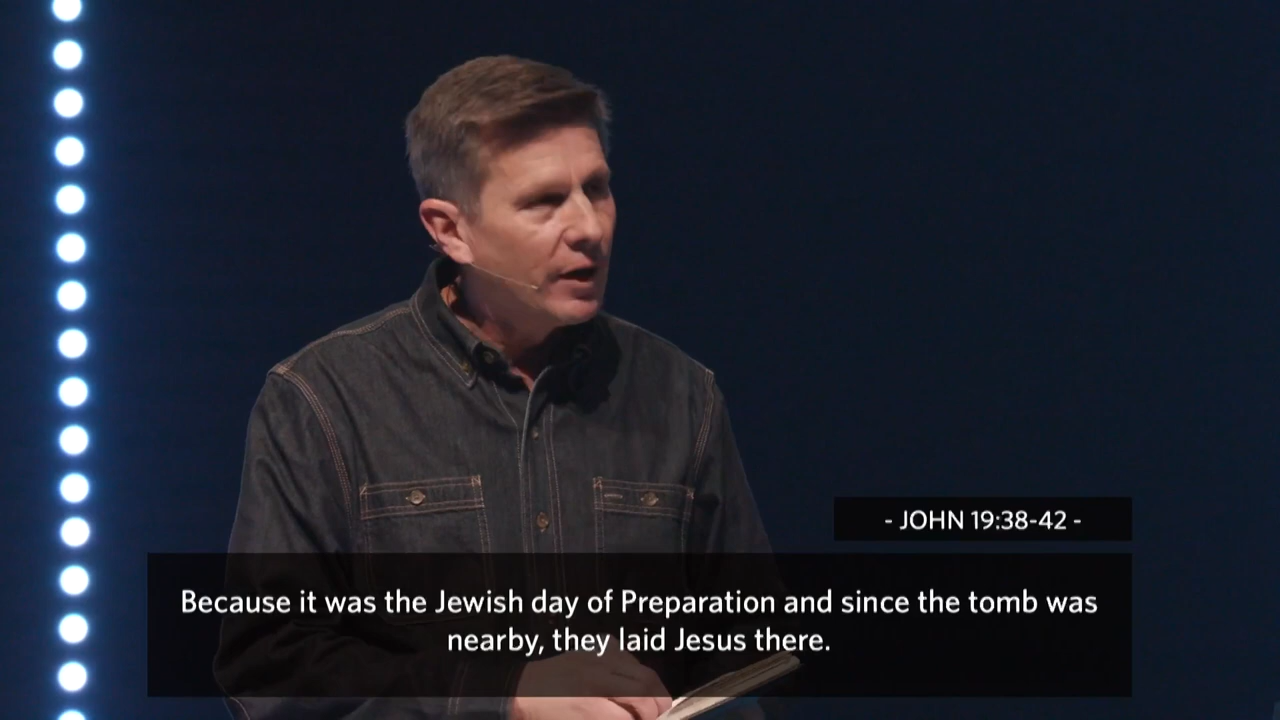 - JOHN 19:38-42 -
Because it was the Jewish day of Preparation and since the tomb was
nearby, they laid Jesus there.